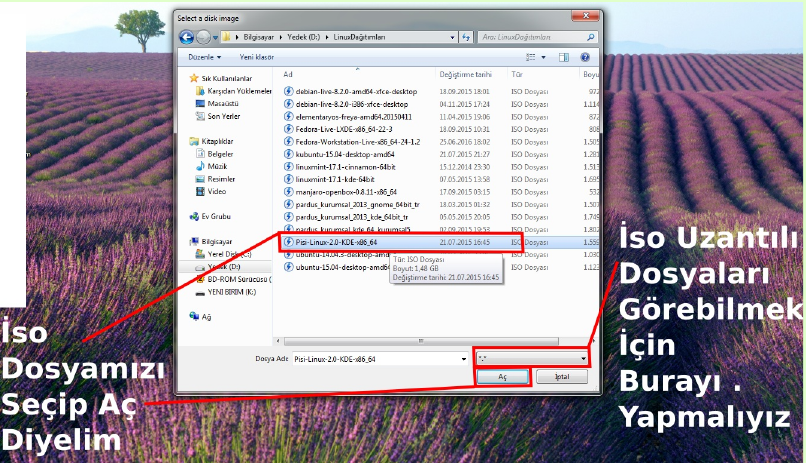 Select a disk image
Bilgisayar ▸ Yedek (D:) ▸ LinuxDağıtımları
Ara: LinuxDağıtımları
Düzenle
Yeni klasör
Ad
Değiştirme tarihi
Tür
Boyu
Sık Kullanılanlar
Karşıdan Yüklemeler
Masaüstü
Son Yerler
Kitaplıklar
Belgeler
Müzik
Resimler
Video
Ev Grubu
Bilgisayar
Yerel Disk (C:)
Yedek (D:)
BD-ROM Sürücüsü (
YENİ BİRİM (K:)
Ağ
debian-live-8.2.0-amd64-xfce-desktop 18.09.2015 18:01 ISO Dosyası 972
debian-live-8.2.0-i386-xfce-desktop 04.11.2015 17:24 ISO Dosyası 1.114
elementaryos-freya-amd64.20150411 11.04.2015 19:06 ISO Dosyası 872
Fedora-Live-LXDE-x86_64-22-3 18.09.2015 10:31 ISO Dosyası 808
Fedora-Workstation-Live-x86_64-24-1.2 25.06.2016 18:02 ISO Dosyası 1.505
kubuntu-15.04-desktop-amd64 21.07.2015 21:27 ISO Dosyası 1.281
linuxmint-17.1-cinnamon-64bit 15.12.2014 23:30 ISO Dosyası 1.513
linuxmint-17.1-kde-64bit 07.05.2015 13:58 ISO Dosyası 1.695
manjaro-openbox-0.8.11-x86_64 17.09.2015 03:15 ISO Dosyası 532
pardus_kurumsal_2013_gnome_64bit_tr 18.03.2015 01:32 ISO Dosyası 1.507
pardus_kurumsal_2013_kde_64bit_tr 05.05.2015 20:05 ISO Dosyası 1.749
pardus_kurumsal_kde_64_kurumsal5 02.09.2015 19:53 ISO Dosyası 1.802
Pisi-Linux-2.0-KDE-x86_64 21.07.2015 16:45 ISO Dosyası 1.559
ubuntu-14.04.3-desktop-amd64 ISO Dosyası 1.030
ubuntu-15.04-desktop-amd64 ISO Dosyası 1.123
Tür: ISO Dosyası
Boyut: 1,48 GB
Değiştirme tarihi: 21.07.2015 16:45
Dosya Adı: Pisi-Linux-2.0-KDE-x86_64
*.*
Aç
İptal
İso
Dosyamızı
Seçip Aç
Diyelim
İso Uzantılı
Dosyaları
Görebilmek
İçin
Burayı .
Yapmalıyız